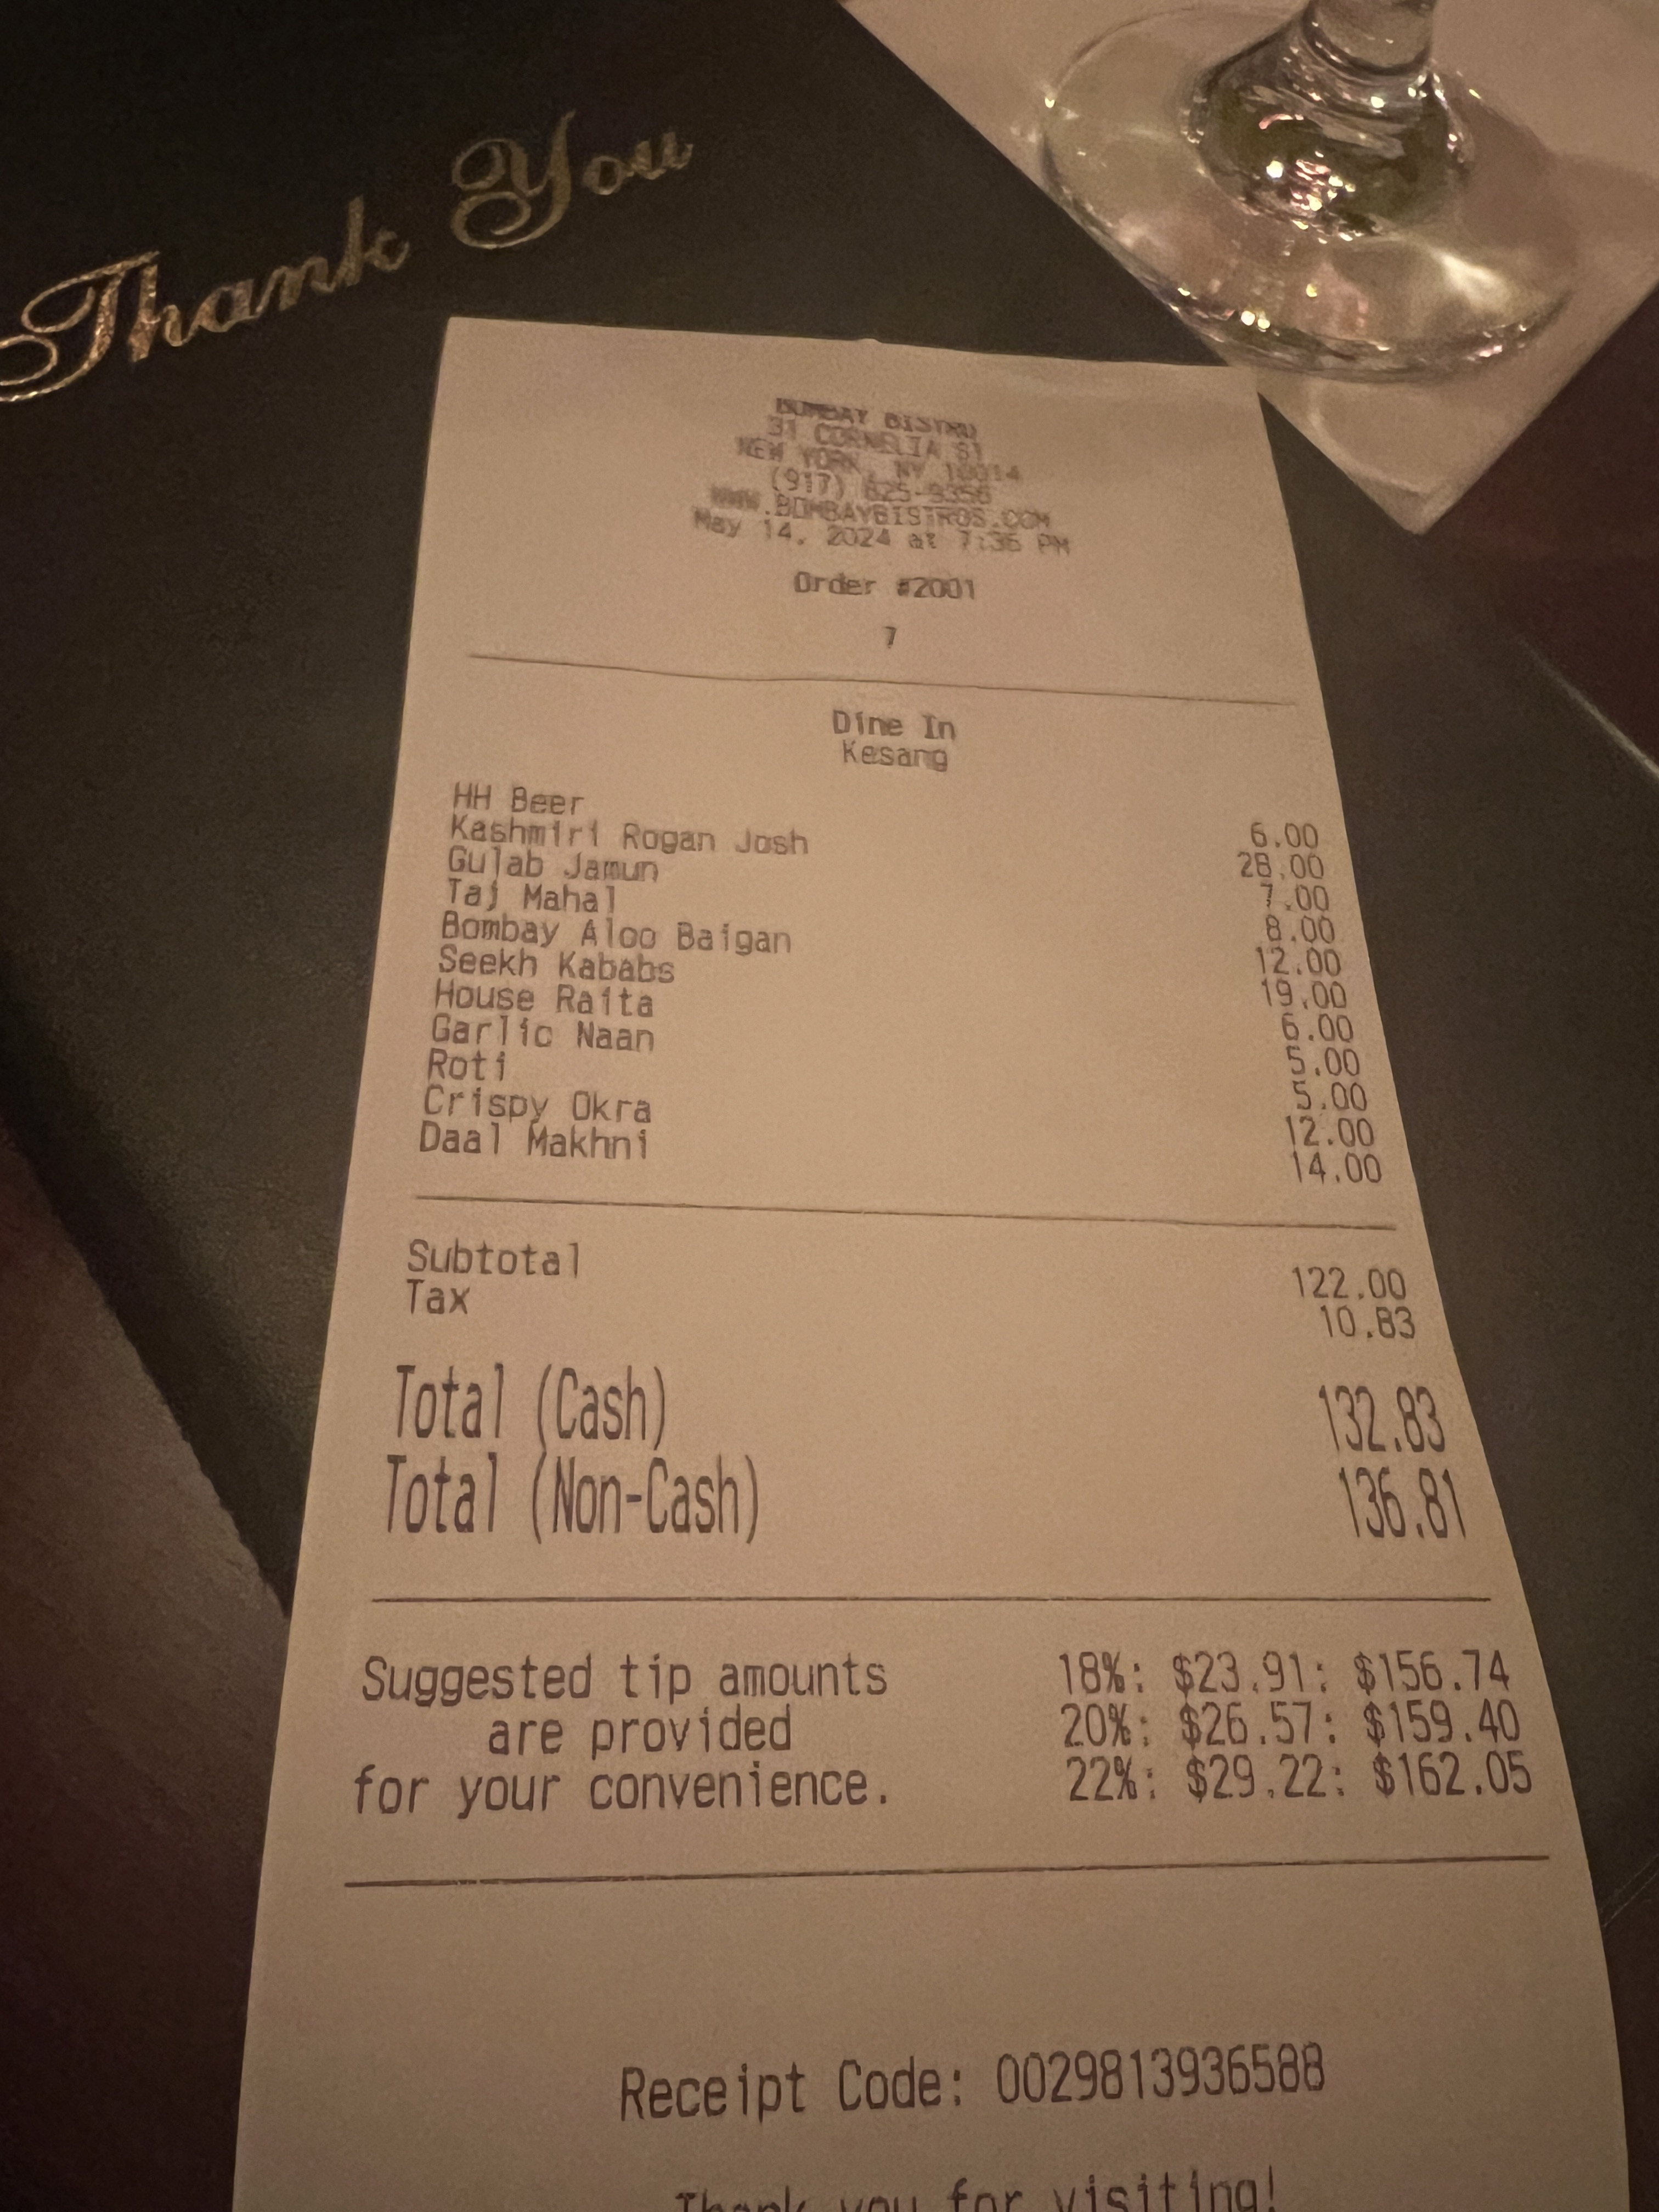 Thank You
BOMBAY BISTRO
31 CORNELIA ST
NEW YORK, NY 10014
(917) 625-9356
WWW.BOMBAYBISTROS.COM
May 14, 2024 at 7:36 PM
Order #2001
7
Dine In
Kesang
HH Beer 6.00
Kashmiri Rogan Josh 28.00
Gulab Jamun 7.00
Taj Mahal 8.00
Bombay Aloo Baigan 12.00
Seekh Kababs 19.00
House Raita 6.00
Garlic Naan 5.00
Roti 5.00
Crispy Okra 12.00
Daal Makhni 14.00
Subtotal 122.00
Tax 10.83
Total (Cash) 132.83
Total (Non-Cash) 136.81
Suggested tip amounts 18%: $23.91: $156.74
are provided 20%: $26.57: $159.40
for your convenience. 22%: $29.22: $162.05
Receipt Code: 0029813936588
Thank you for visiting!